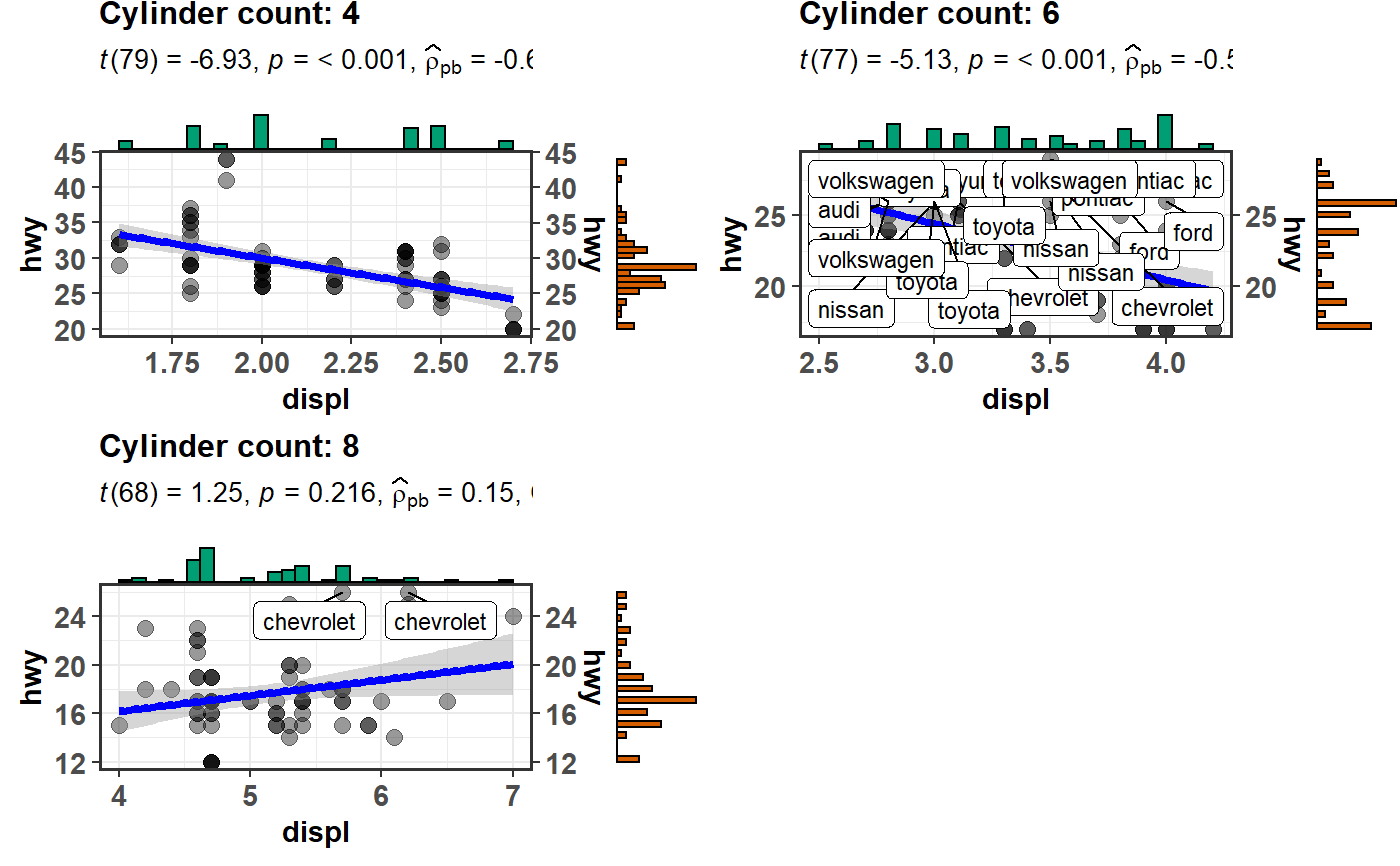 Cylinder count: 4
t(79) = -6.93, p = < 0.001, ρ̂pb = -0.6
45
40
35
30
25
20
hwy
45
40
35
30
25
20
hwy
1.75 2.00 2.25 2.50 2.75
displ
Cylinder count: 6
t(77) = -5.13, p = < 0.001, ρ̂pb = -0.5
25
20
hwy
volkswagen
volkswagen
audi
pontiac
ford
toyota
audi
volkswagen
nissan
ford
nissan
toyota
nissan
toyota
chevrolet
25
20
hwy
2.5 3.0 3.5 4.0
displ
Cylinder count: 8
t(68) = 1.25, p = 0.216, ρ̂pb = 0.15,
24
20
16
12
hwy
chevrolet chevrolet
24
20
16
12
hwy
4 5 6 7
displ